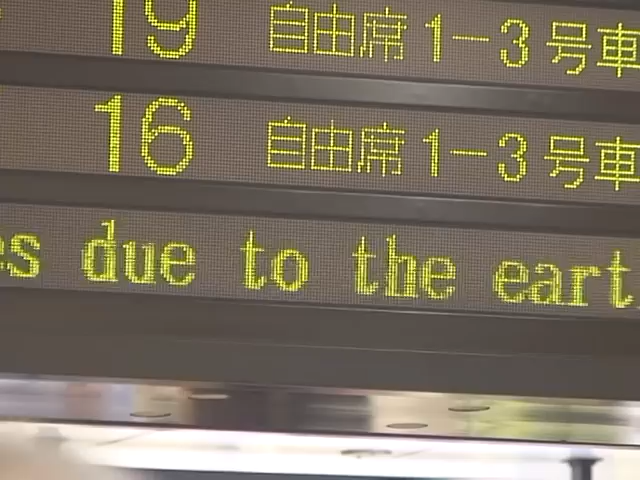 19 自由席 1-3号車
16 自由席 1-3号車
es due to the eart